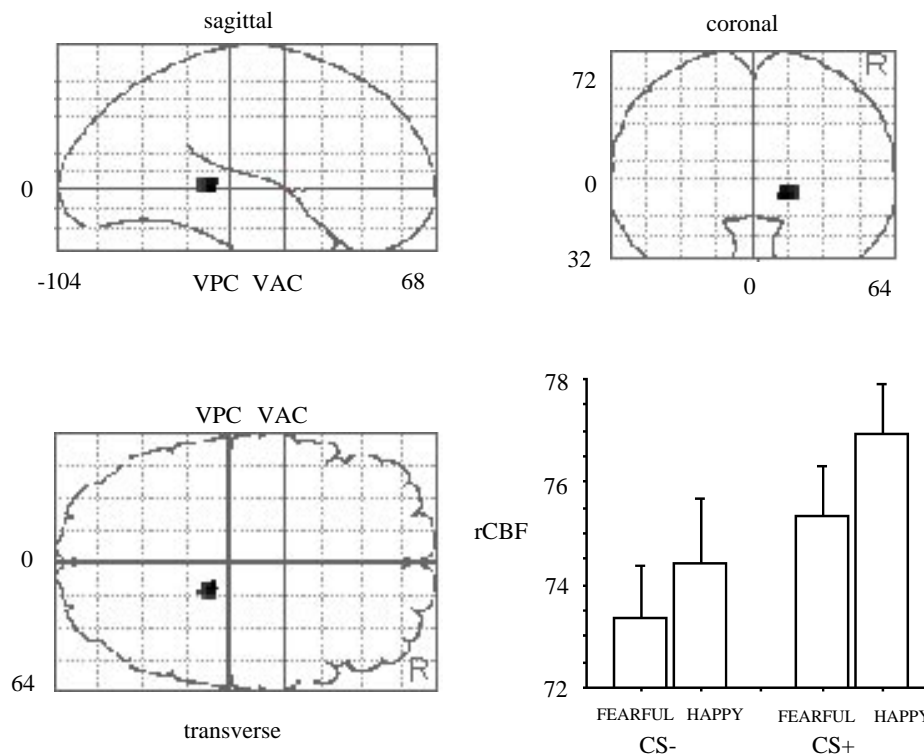 sagittal
R
72
0
32
0
64
0
-104
VPC VAC
68
coronal
VPC VAC
0
64
R
transverse
78
76
rCBF
74
72
FEARFUL HAPPY FEARFUL HAPPY
CS- CS+